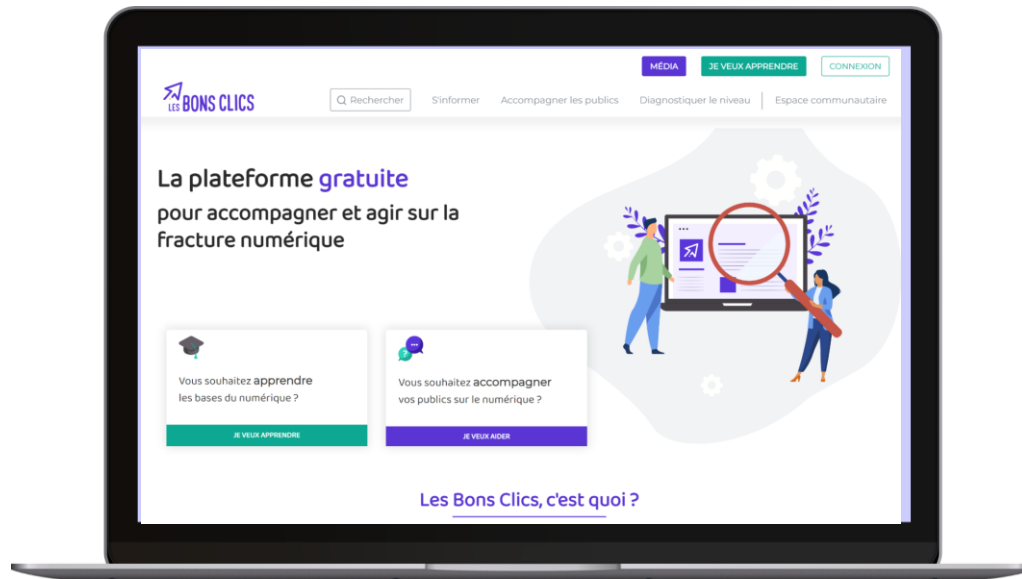 MÉDIA
JE VEUX APPRENDRE
CONNEXION
LES BONS CLICS
Rechercher
S'informer
Accompagner les publics
Diagnostiquer le niveau
Espace communautaire
La plateforme gratuite
pour accompagner et agir sur la
fracture numérique
Vous souhaitez apprendre
les bases du numérique ?
JE VEUX APPRENDRE
Vous souhaitez accompagner
vos publics sur le numérique ?
JE VEUX AIDER
Les Bons Clics, c'est quoi ?